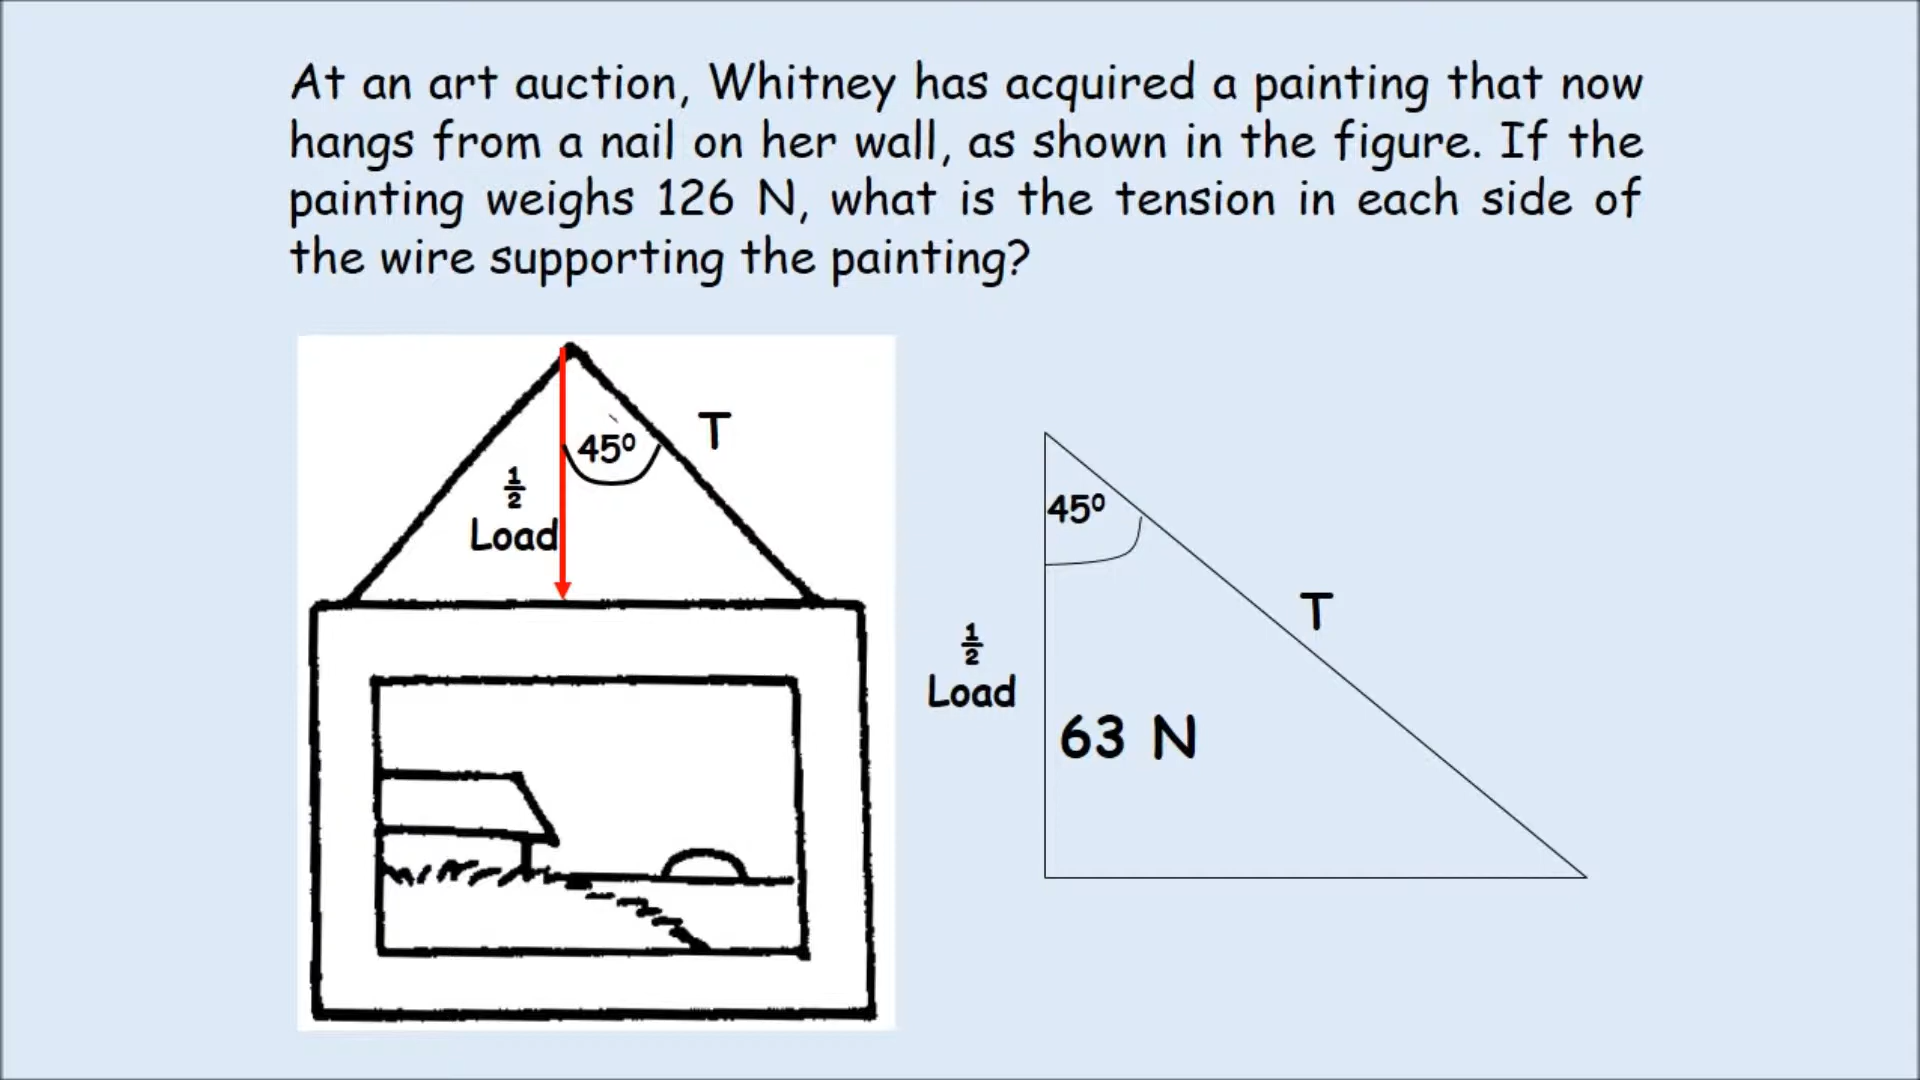 At an art auction, Whitney has acquired a painting that now
hangs from a nail on her wall, as shown in the figure. If the
painting weighs 126 N, what is the tension in each side of
the wire supporting the painting?
45⁰
T
½
Load
45⁰
T
½
Load
63 N